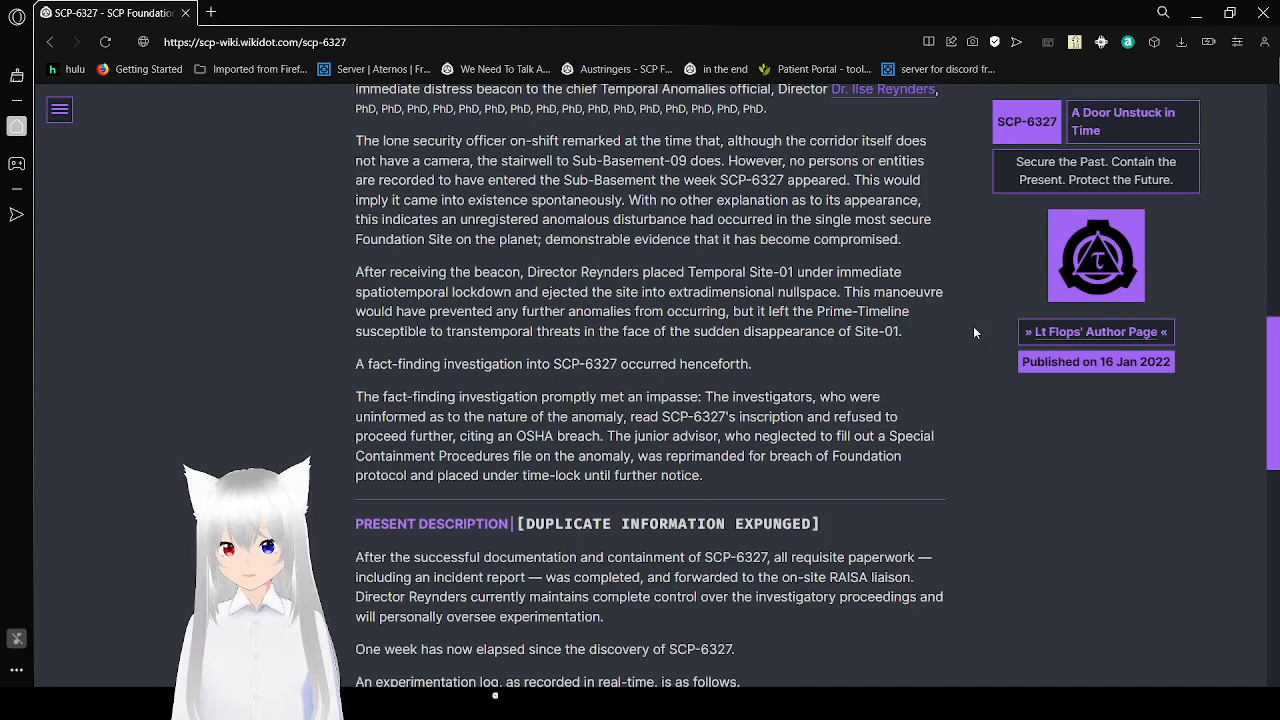 SCP-6327 - SCP Foundation
https://scp-wiki.wikidot.com/scp-6327
hulu
Getting Started
Imported from Firef...
Server | Aternos | Fr...
We Need To Talk A...
Austringers - SCP F...
in the end
Patient Portal - tool...
server for discord fr...
immediate distress beacon to the chief Temporal Anomalies official, Director Dr. Ilse Reynders,
PhD, PhD, PhD, PhD, PhD, PhD, PhD, PhD, PhD, PhD, PhD, PhD, PhD, PhD, PhD, PhD.
The lone security officer on-shift remarked at the time that, although the corridor itself does
not have a camera, the stairwell to Sub-Basement-09 does. However, no persons or entities
are recorded to have entered the Sub-Basement the week SCP-6327 appeared. This would
imply it came into existence spontaneously. With no other explanation as to its appearance,
this indicates an unregistered anomalous disturbance had occurred in the single most secure
Foundation Site on the planet; demonstrable evidence that it has become compromised.
After receiving the beacon, Director Reynders placed Temporal Site-01 under immediate
spatiotemporal lockdown and ejected the site into extradimensional nullspace. This manoeuvre
would have prevented any further anomalies from occurring, but it left the Prime-Timeline
susceptible to transtemporal threats in the face of the sudden disappearance of Site-01.
A fact-finding investigation into SCP-6327 occurred henceforth.
The fact-finding investigation promptly met an impasse: The investigators, who were
uninformed as to the nature of the anomaly, read SCP-6327's inscription and refused to
proceed further, citing an OSHA breach. The junior advisor, who neglected to fill out a Special
Containment Procedures file on the anomaly, was reprimanded for breach of Foundation
protocol and placed under time-lock until further notice.
PRESENT DESCRIPTION | [DUPLICATE INFORMATION EXPUNGED]
After the successful documentation and containment of SCP-6327, all requisite paperwork —
including an incident report — was completed, and forwarded to the on-site RAISA liaison.
Director Reynders currently maintains complete control over the investigatory proceedings and
will personally oversee experimentation.
One week has now elapsed since the discovery of SCP-6327.
An experimentation log, as recorded in real-time, is as follows.
SCP-6327
A Door Unstuck in
Time
Secure the Past. Contain the
Present. Protect the Future.
τ
» Lt Flops' Author Page «
Published on 16 Jan 2022